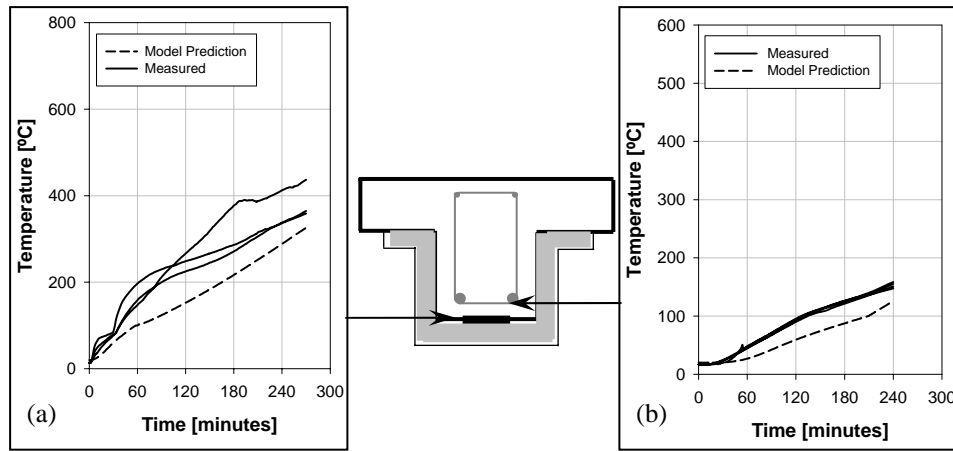 800
600
400
200
0
Temperature [ºC]
Model Prediction
Measured
0 60 120 180 240 300
Time [minutes]
(a)
600
500
400
300
200
100
0
Temperature [ºC]
Measured
Model Prediction
0 60 120 180 240 300
Time [minutes]
(b)